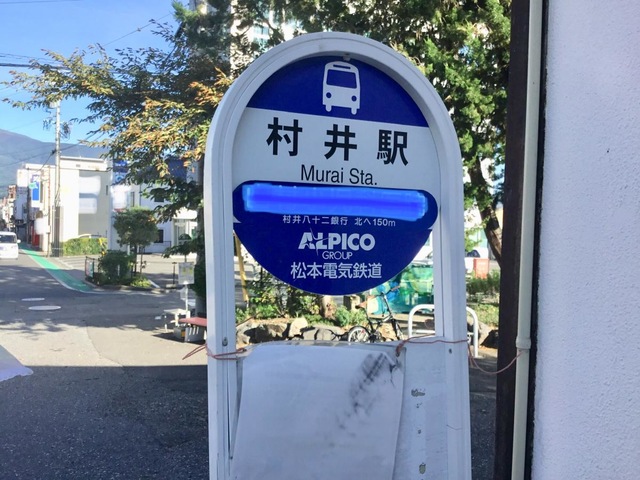 村井駅
Murai Sta.
村井八十二銀行 北へ150m
ALPICO
GROUP
松本電気鉄道